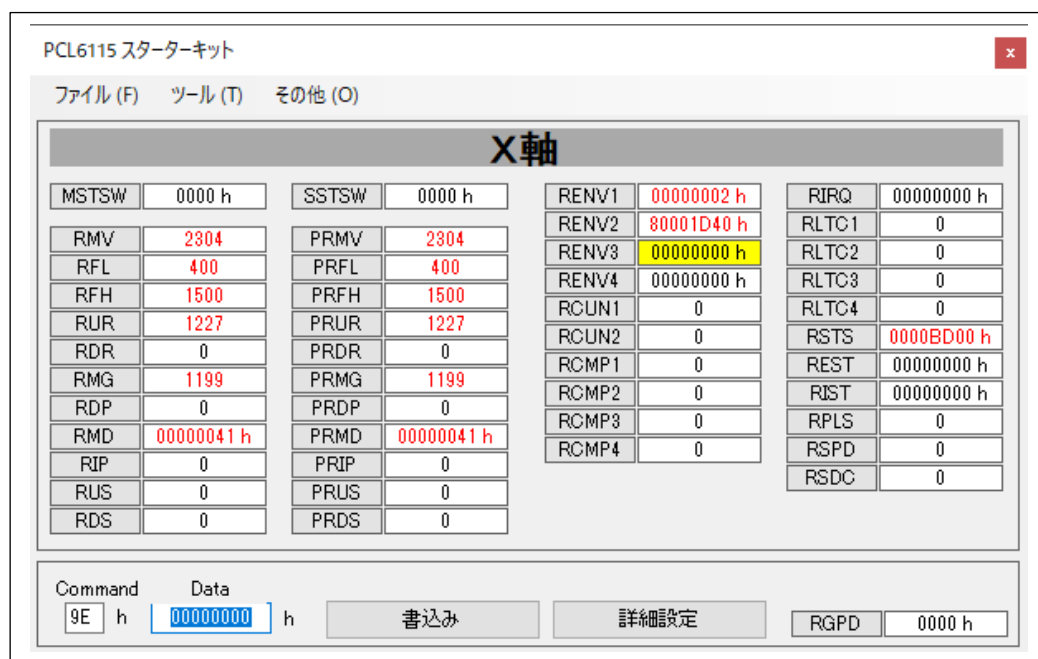 PCL6115 スターターキット
x
ファイル (F) ツール (T) その他 (O)
X軸
MSTSW 0000 h SSTSW 0000 h RENV1 00000002 h RIRQ 00000000 h
RENV2 80001D40 h RLTC1 0
RMV 2304 PRMV 2304 RENV3 00000000 h RLTC2 0
RFL 400 PRFL 400 RENV4 00000000 h RLTC3 0
RFH 1500 PRFH 1500 RCUN1 0 RLTC4 0
RUR 1227 PRUR 1227 RCUN2 0 RSTS 0000BD00 h
RDR 0 PRDR 0 RCMP1 0 REST 00000000 h
RMG 1199 PRMG 1199 RCMP2 0 RIST 00000000 h
RDP 0 PRDP 0 RCMP3 0 RPLS 0
RMD 00000041 h PRMD 00000041 h RCMP4 0 RSPD 0
RIP 0 PRIP 0 RSDC 0
RUS 0 PRUS 0
RDS 0 PRDS 0
Command Data
9E h 00000000 h 書込み 詳細設定 RGPD 0000 h